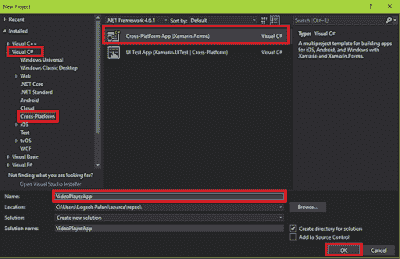 New Project
Recent
Installed
Visual C++
Visual C#
Windows Universal
Windows Classic Desktop
Web
.NET Core
.NET Standard
Android
Cloud
Cross-Platform
iOS
Test
tvOS
WCF
Visual Basic
Visual F#
Not finding what you are looking for?
Open Visual Studio Installer
.NET Framework 4.6.1
Sort by: Default
Cross-Platform App (Xamarin.Forms)
Visual C#
UI Test App (Xamarin.UITest | Cross-Platform)
Visual C#
Search (Ctrl+E)
Type: Visual C#
A multiproject template for building apps for iOS, Android, and Windows with Xamarin and Xamarin.Forms.
Name:
VideoPlayerApp
Location:
Browse...
Solution:
Create new solution
Solution name:
VideoPlayerApp
Create directory for solution
Add to Source Control
OK
Cancel